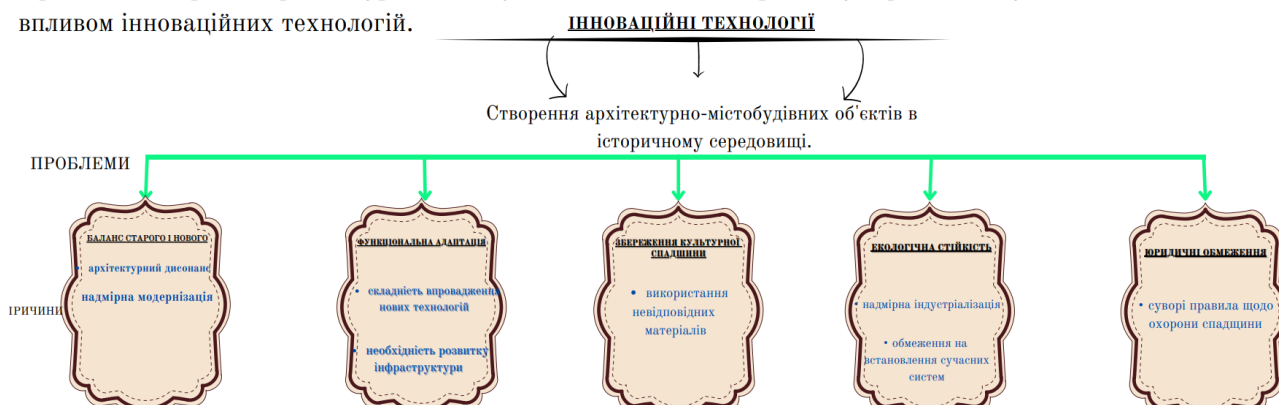 впливом інноваційних технологій.
ІННОВАЦІЙНІ ТЕХНОЛОГІЇ
Створення архітектурно-містобудівних об'єктів в
історичному середовищі.
ПРОБЛЕМИ
БАЛАНС СТАРОГО І НОВОГО
• архітектурний дисонанс
надмірна модернізація
ФУНКЦІОНАЛЬНА АДАПТАЦІЯ
• складність впровадження
нових технологій
• необхідність розвитку
інфраструктури
ЗБЕРЕЖЕННЯ КУЛЬТУРНОЇ
СПАДЩИНИ
• використання
невідповідних
матеріалів
ЕКОЛОГІЧНА СТІЙКІСТЬ
• надмірна індустріалізація
• обмеження на
встановлення сучасних
систем
ЮРИДИЧНІ ОБМЕЖЕННЯ
• суворі правила щодо
охорони спадщини
ПРИЧИНИ